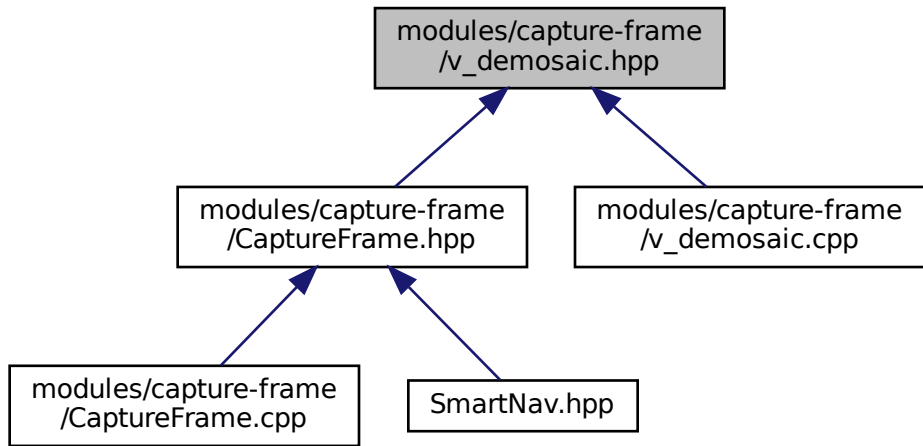 modules/capture-frame
/v_demosaic.hpp
modules/capture-frame
/CaptureFrame.hpp
modules/capture-frame
/v_demosaic.cpp
modules/capture-frame
/CaptureFrame.cpp
SmartNav.hpp